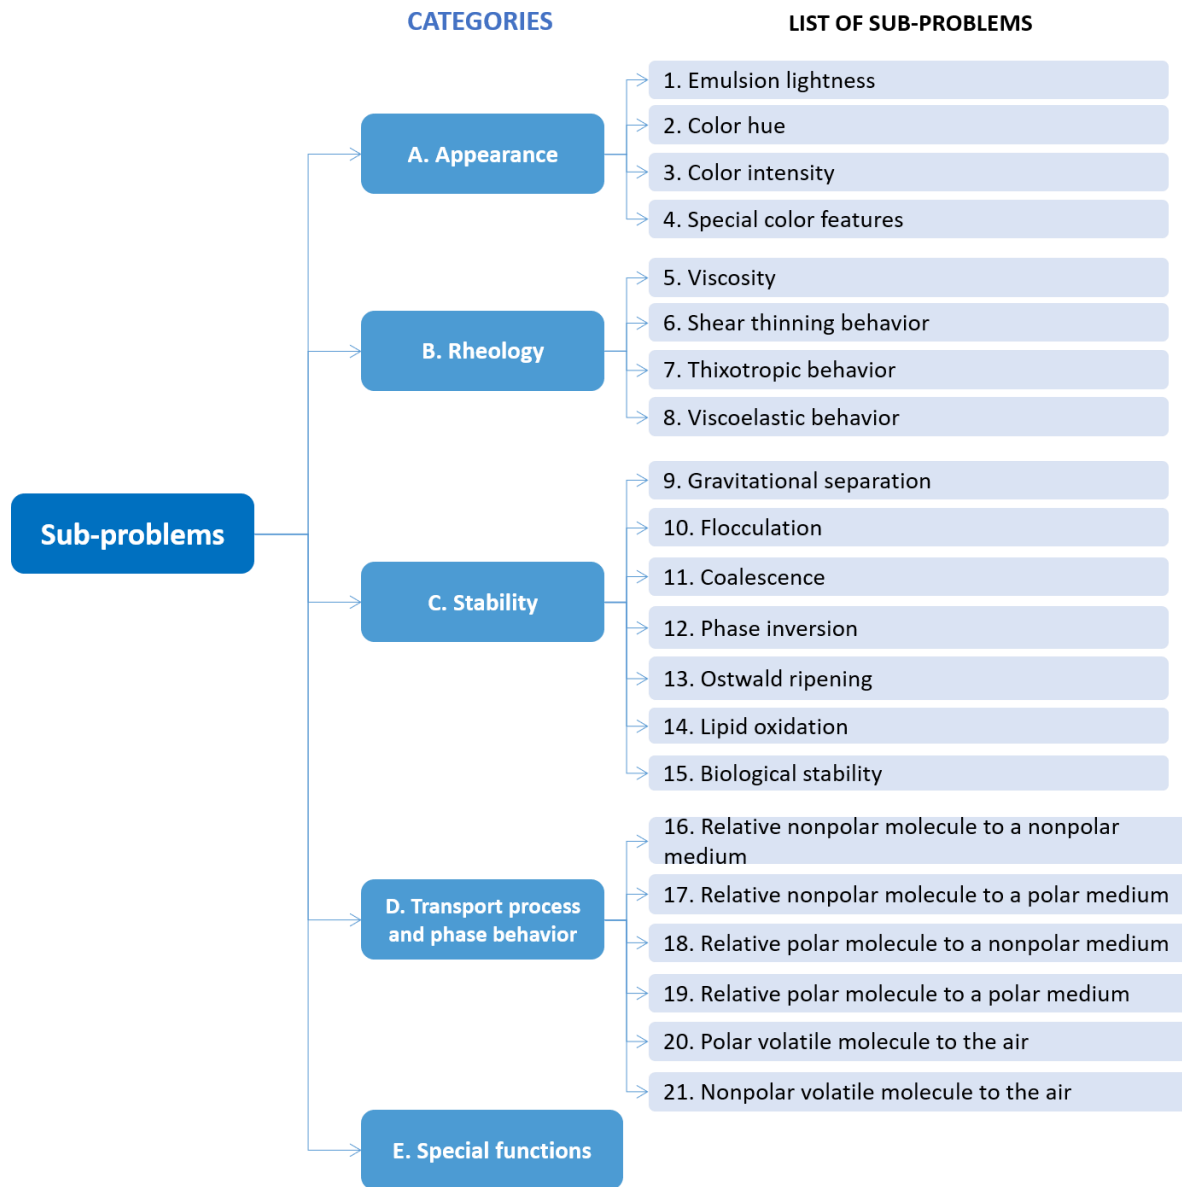 CATEGORIES
LIST OF SUB-PROBLEMS
Sub-problems
A. Appearance
1. Emulsion lightness
2. Color hue
3. Color intensity
4. Special color features
B. Rheology
5. Viscosity
6. Shear thinning behavior
7. Thixotropic behavior
8. Viscoelastic behavior
C. Stability
9. Gravitational separation
10. Flocculation
11. Coalescence
12. Phase inversion
13. Ostwald ripening
14. Lipid oxidation
15. Biological stability
D. Transport process
and phase behavior
16. Relative nonpolar molecule to a nonpolar
medium
17. Relative nonpolar molecule to a polar medium
18. Relative polar molecule to a nonpolar medium
19. Relative polar molecule to a polar medium
20. Polar volatile molecule to the air
21. Nonpolar volatile molecule to the air
E. Special functions